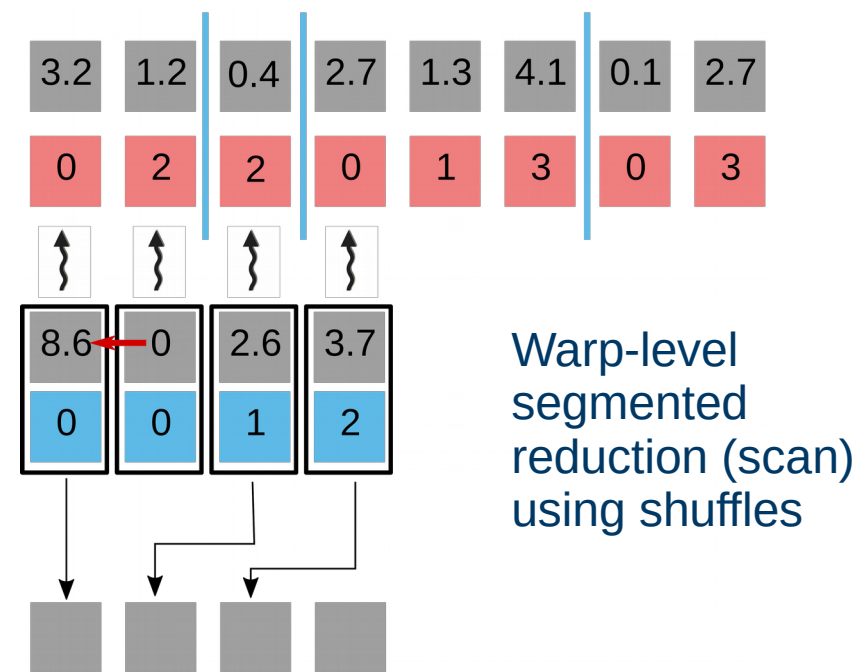 3.2 1.2 0.4 2.7 1.3 4.1 0.1 2.7
0 2 2 0 1 3 0 3
8.6 0 2.6 3.7
0 0 1 2
Warp-level
segmented
reduction (scan)
using shuffles